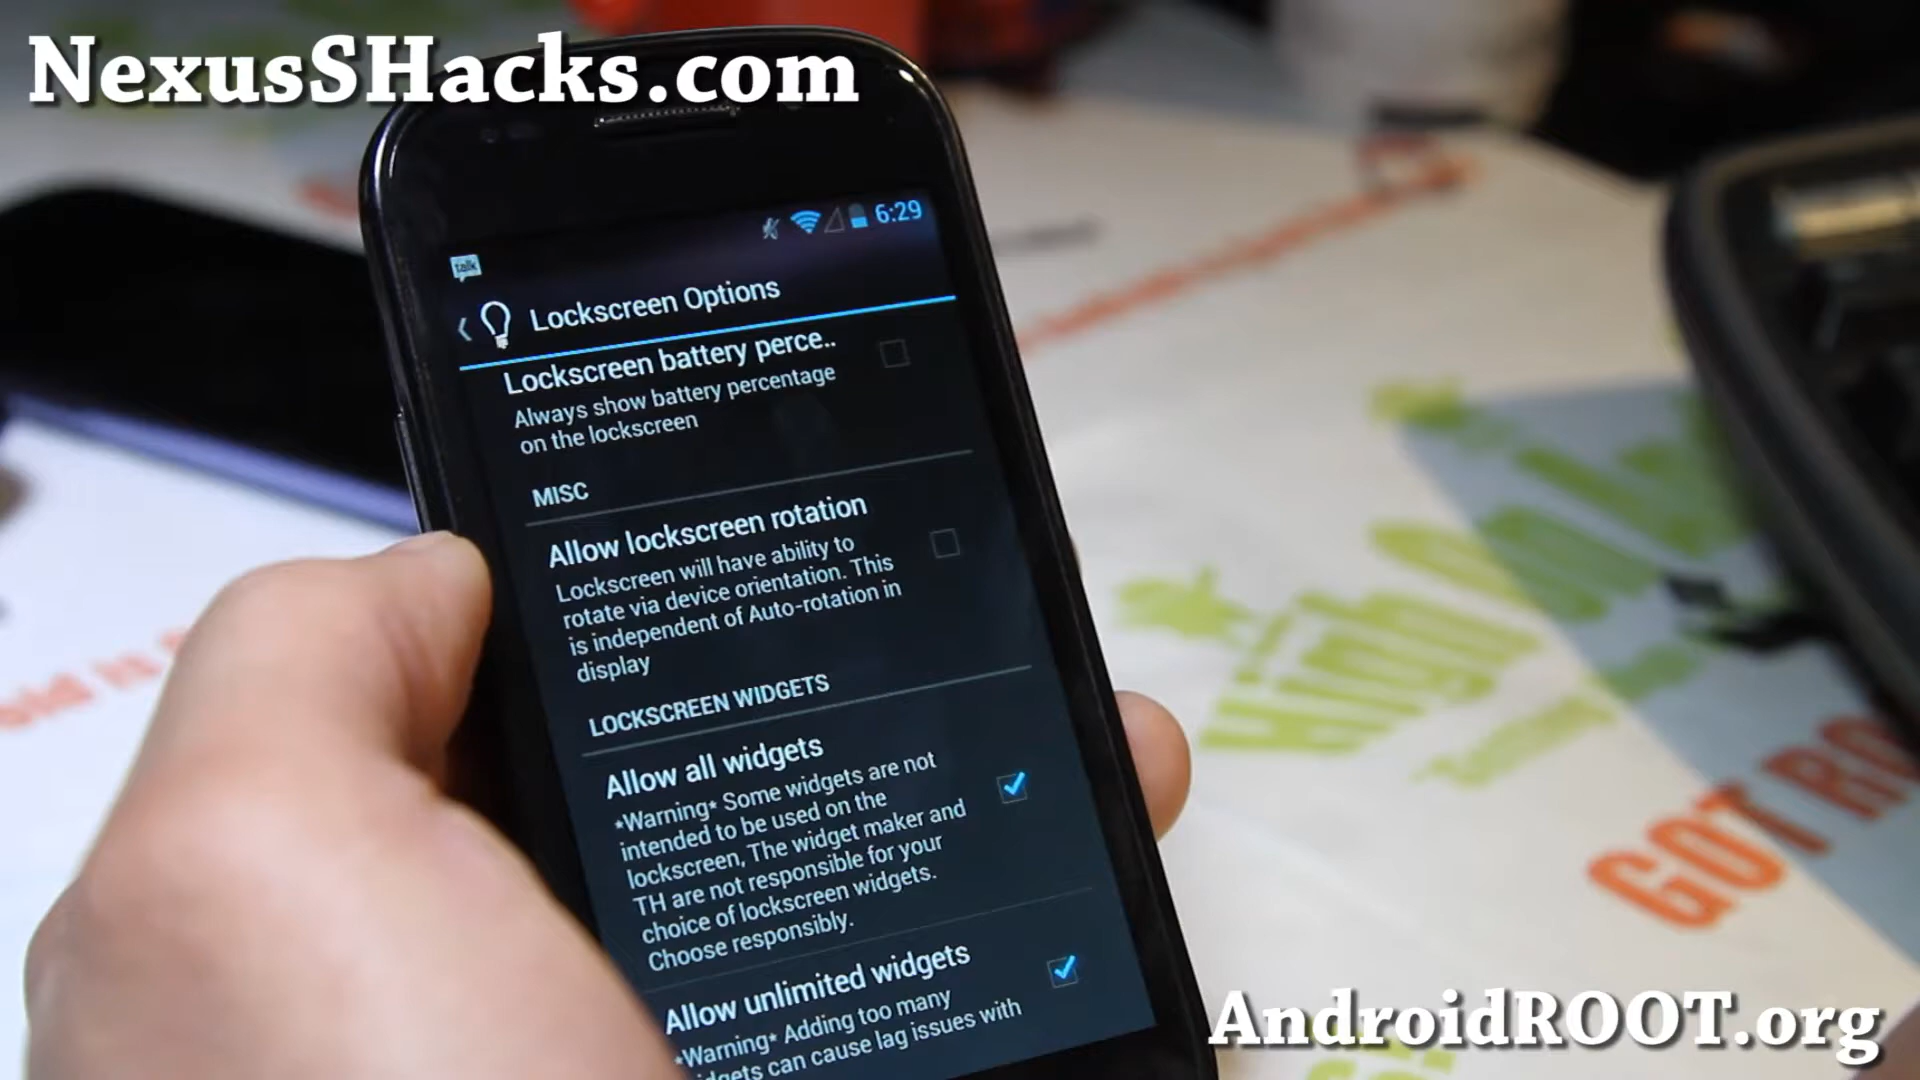 NexusSHacks.com
6:29
talk
Lockscreen Options
Lockscreen battery perce..
Always show battery percentage
on the lockscreen
MISC
Allow lockscreen rotation
Lockscreen will have ability to
rotate via device orientation. This
is independent of Auto-rotation in
display
LOCKSCREEN WIDGETS
Allow all widgets
*Warning* Some widgets are not
intended to be used on the
lockscreen, The widget maker and
TH are not responsible for your
choice of lockscreen widgets.
Choose responsibly.
Allow unlimited widgets
*Warning* Adding too many
can cause lag issues with
High On
GOT
AndroidROOT.org